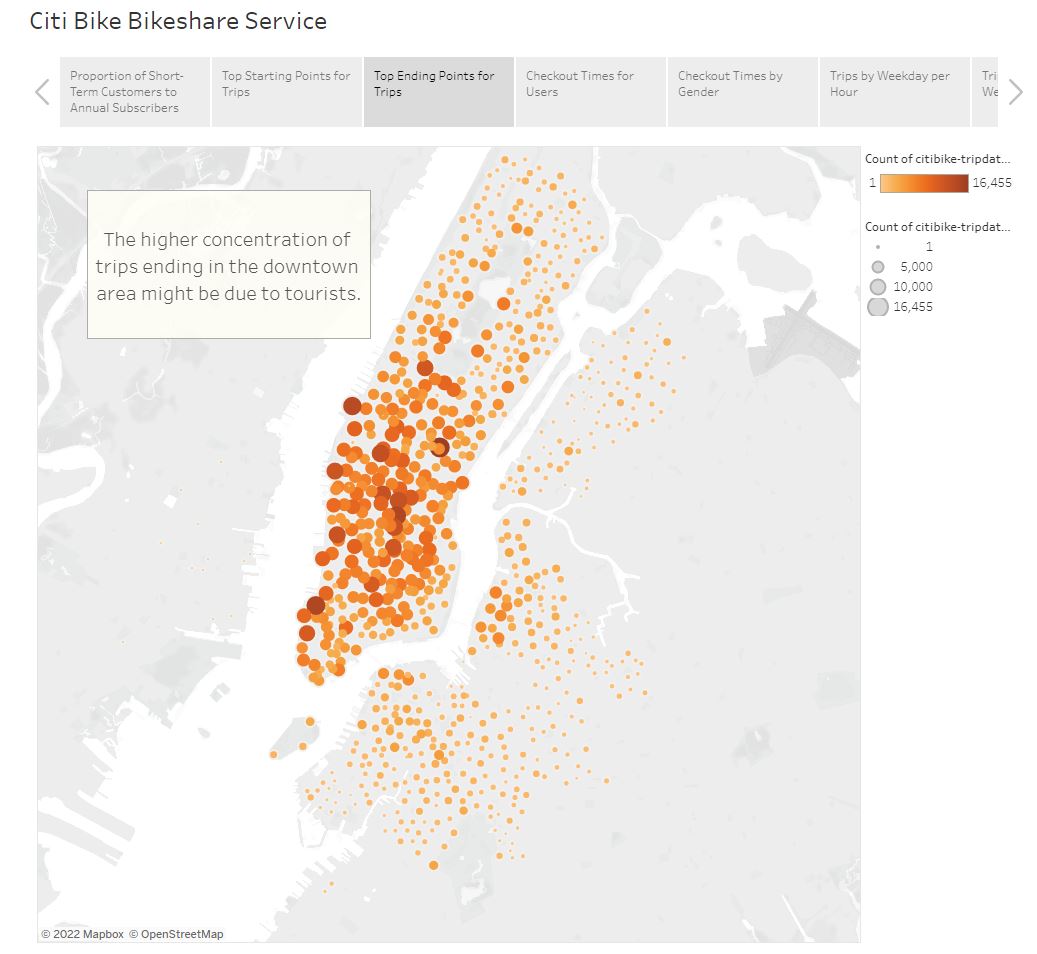 Citi Bike Bikeshare Service
Proportion of Short-
Term Customers to
Annual Subscribers
Top Starting Points for
Trips
Top Ending Points for
Trips
Checkout Times for
Users
Checkout Times by
Gender
Trips by Weekday per
Hour
Tri
We
The higher concentration of
trips ending in the downtown
area might be due to tourists.
Count of citibike-tripdat...
1 16,455
Count of citibike-tripdat...
1
5,000
10,000
16,455
© 2022 Mapbox © OpenStreetMap